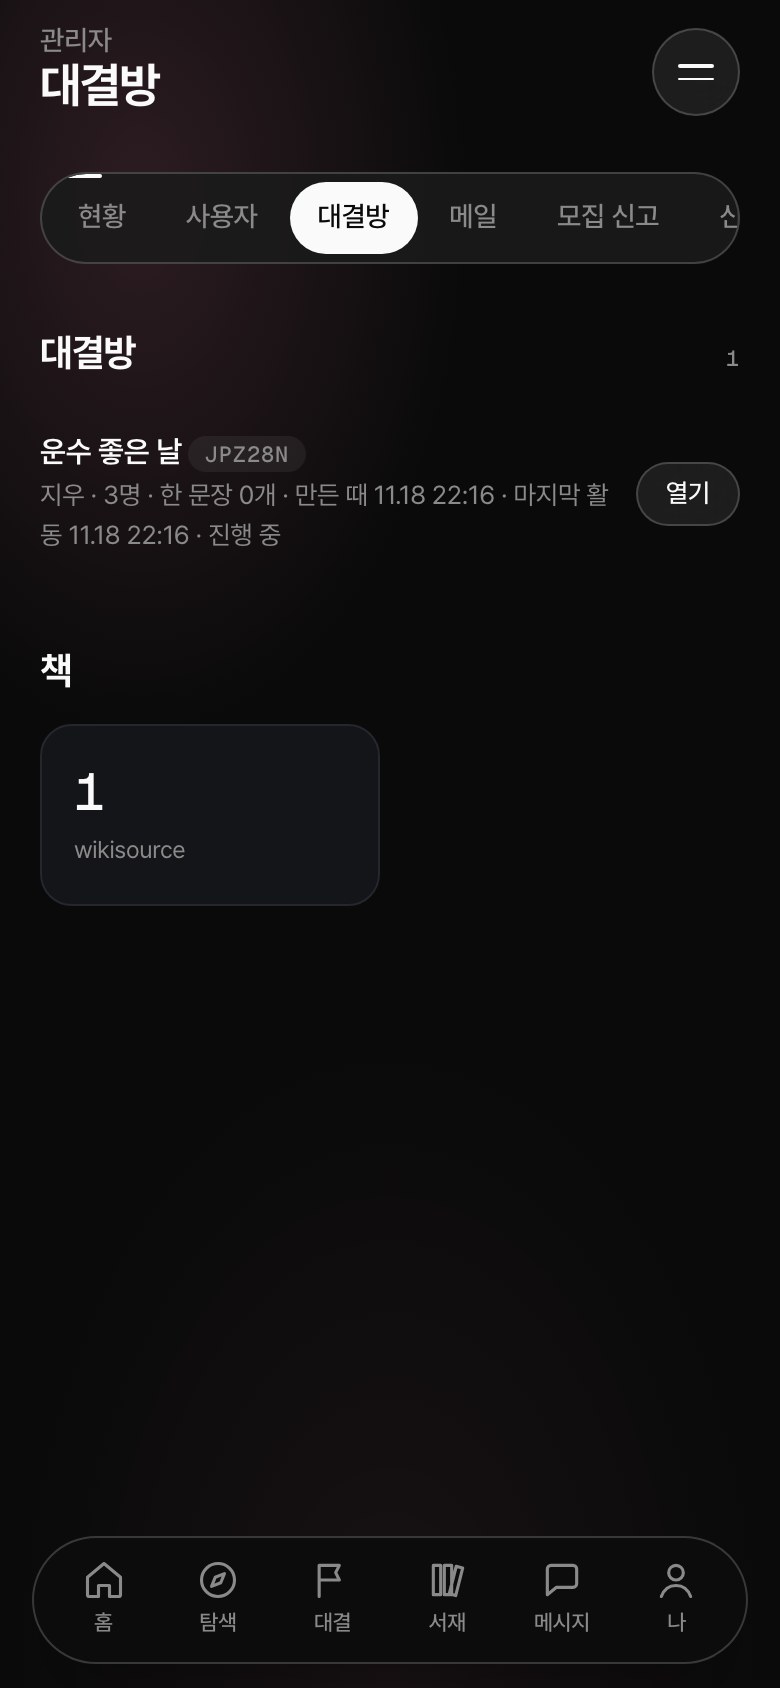 관리자
대결방
현황 사용자 대결방 메일 모집 신고
대결방 1
운수 좋은 날 JPZ28N
지우 · 3명 · 한 문장 0개 · 만든 때 11.18 22:16 · 마지막 활
동 11.18 22:16 · 진행 중
열기
책
1
wikisource
홈 탐색 대결 서재 메시지 나